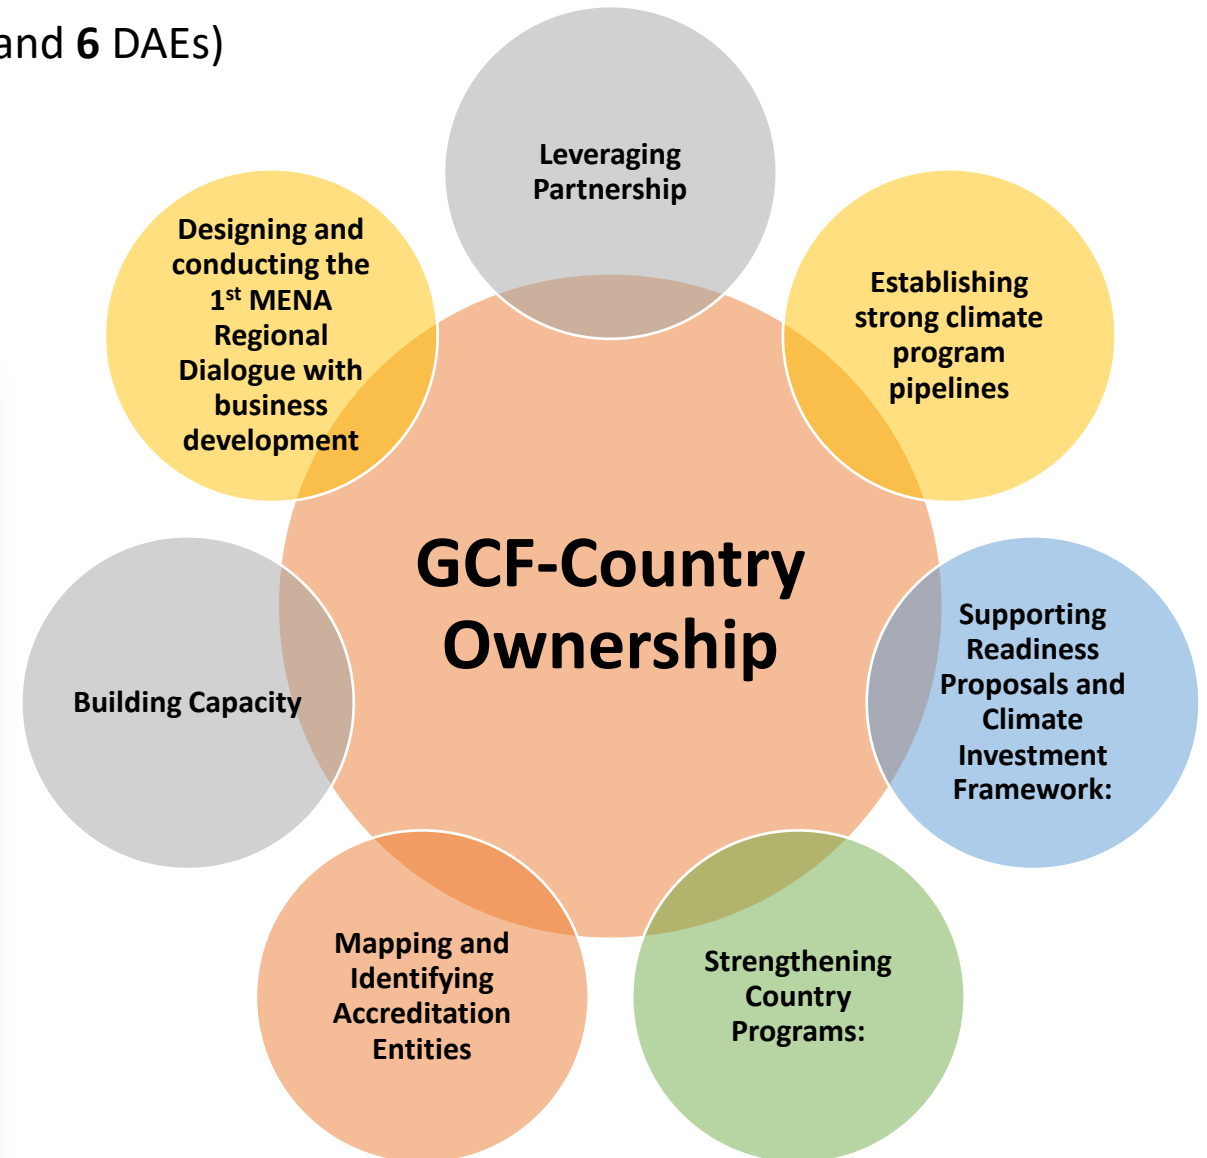 and 6 DAEs)
Leveraging
Partnership
Designing and
conducting the
1st MENA
Regional
Dialogue with
business
development
Establishing
strong climate
program
pipelines
GCF-Country
Ownership
Supporting
Readiness
Proposals and
Climate
Investment
Framework:
Building Capacity
Mapping and
Identifying
Accreditation
Entities
Strengthening
Country
Programs: